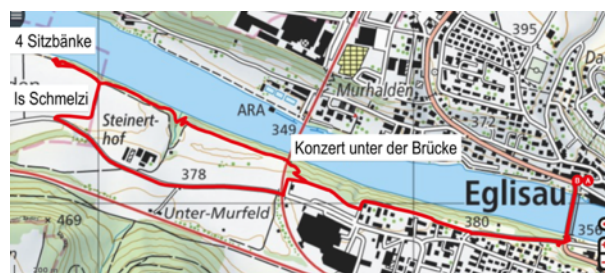 4 Sitzbänke
395
Is Schmelzi
Murhalden
ARA
Steinert-
hof
349
372
Konzert unter der Brücke
378
B A
Eglisau
Unter-Murfeld
380
356
469
200 m